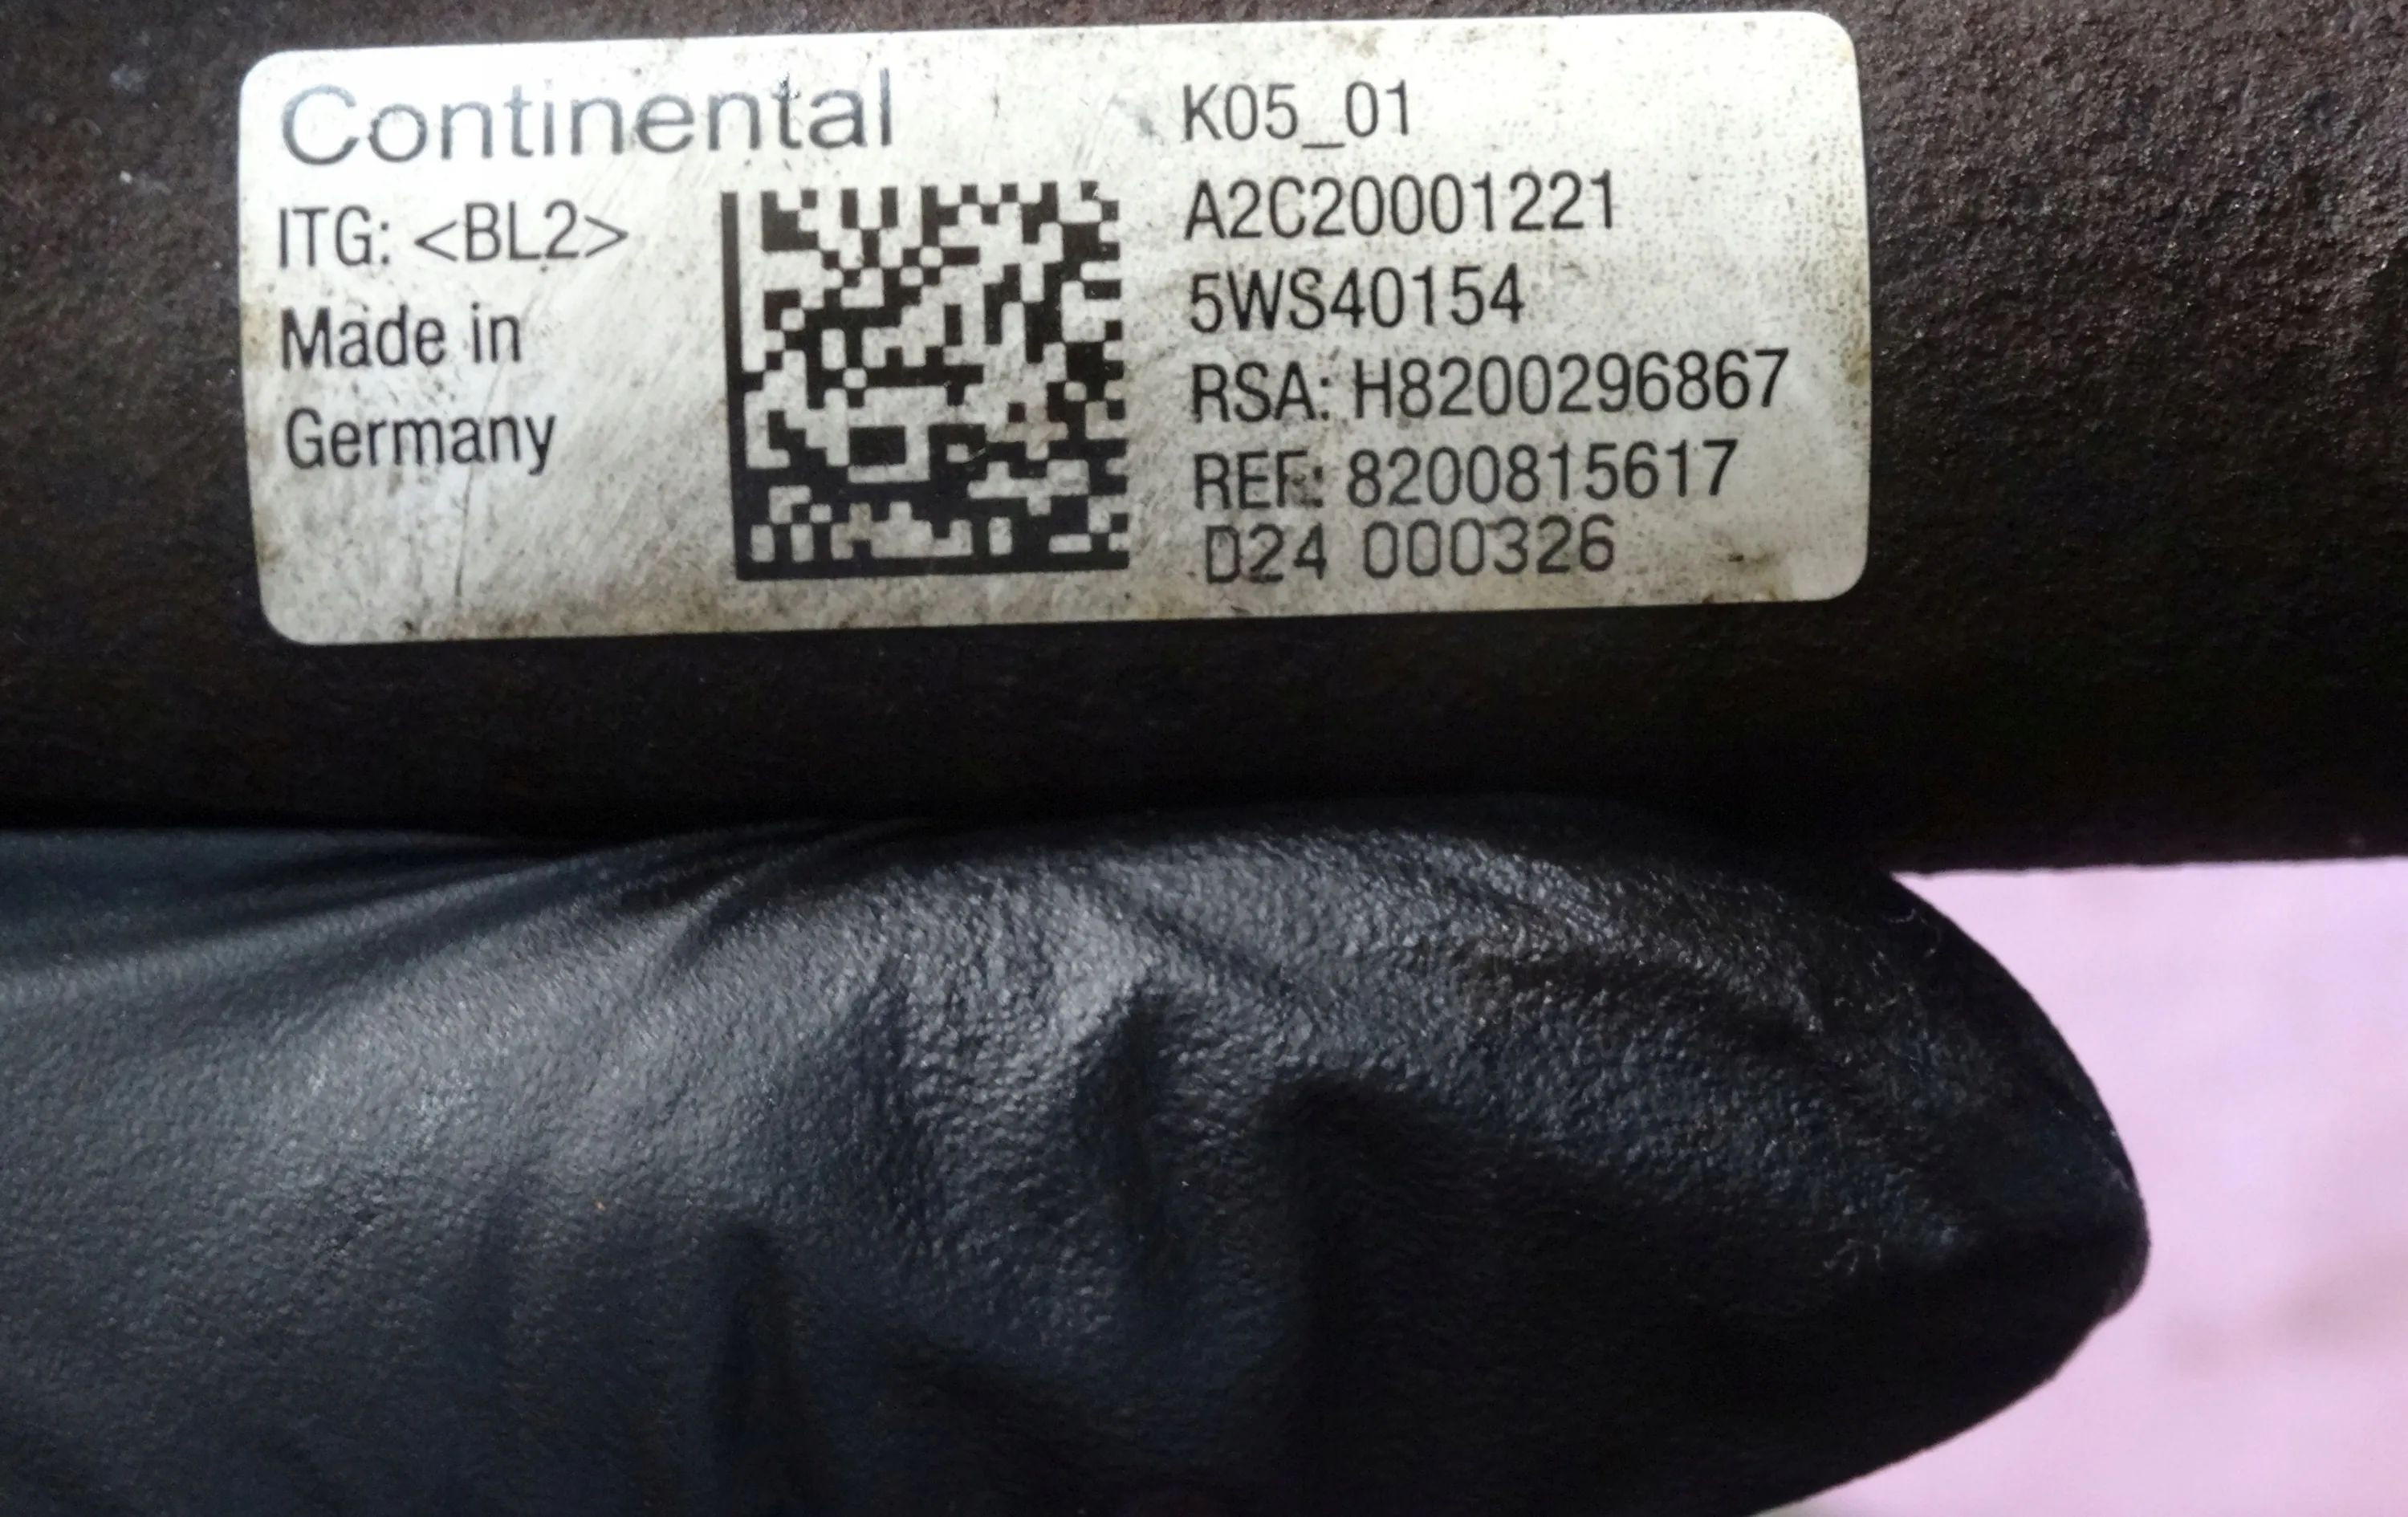 Continental
ITG: <BL2>
Made in
Germany
K05_01
A2C20001221
5WS40154
RSA: H8200296867
REF: 8200815617
D24 000326